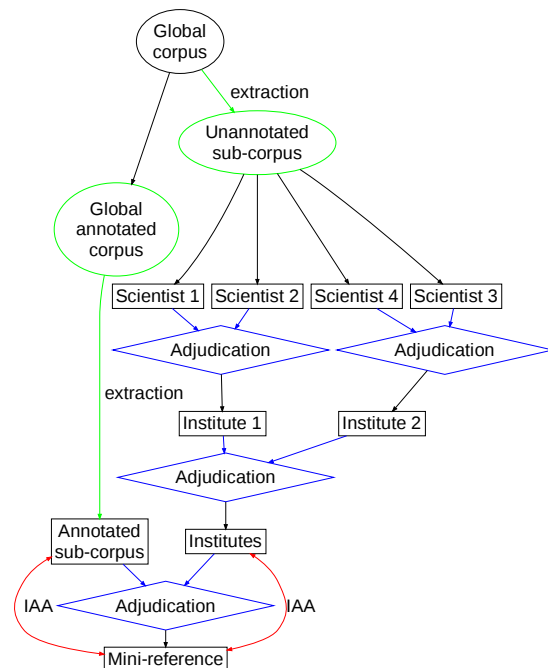 Global
corpus
extraction
Unannotated
sub-corpus
Global
annotated
corpus
Scientist 1
Scientist 2
Scientist 4
Scientist 3
Adjudication
Adjudication
extraction
Institute 1
Institute 2
Adjudication
Annotated
sub-corpus
Institutes
IAA
Adjudication
IAA
Mini-reference